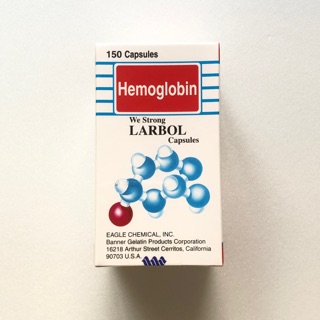 150 Capsules
Hemoglobin
We Strong
LARBOL
Capsules
EAGLE CHEMICAL, INC.
Banner Gelatin Products Corporation
16218 Arthur Street Cerritos, California
90703 U.S.A.